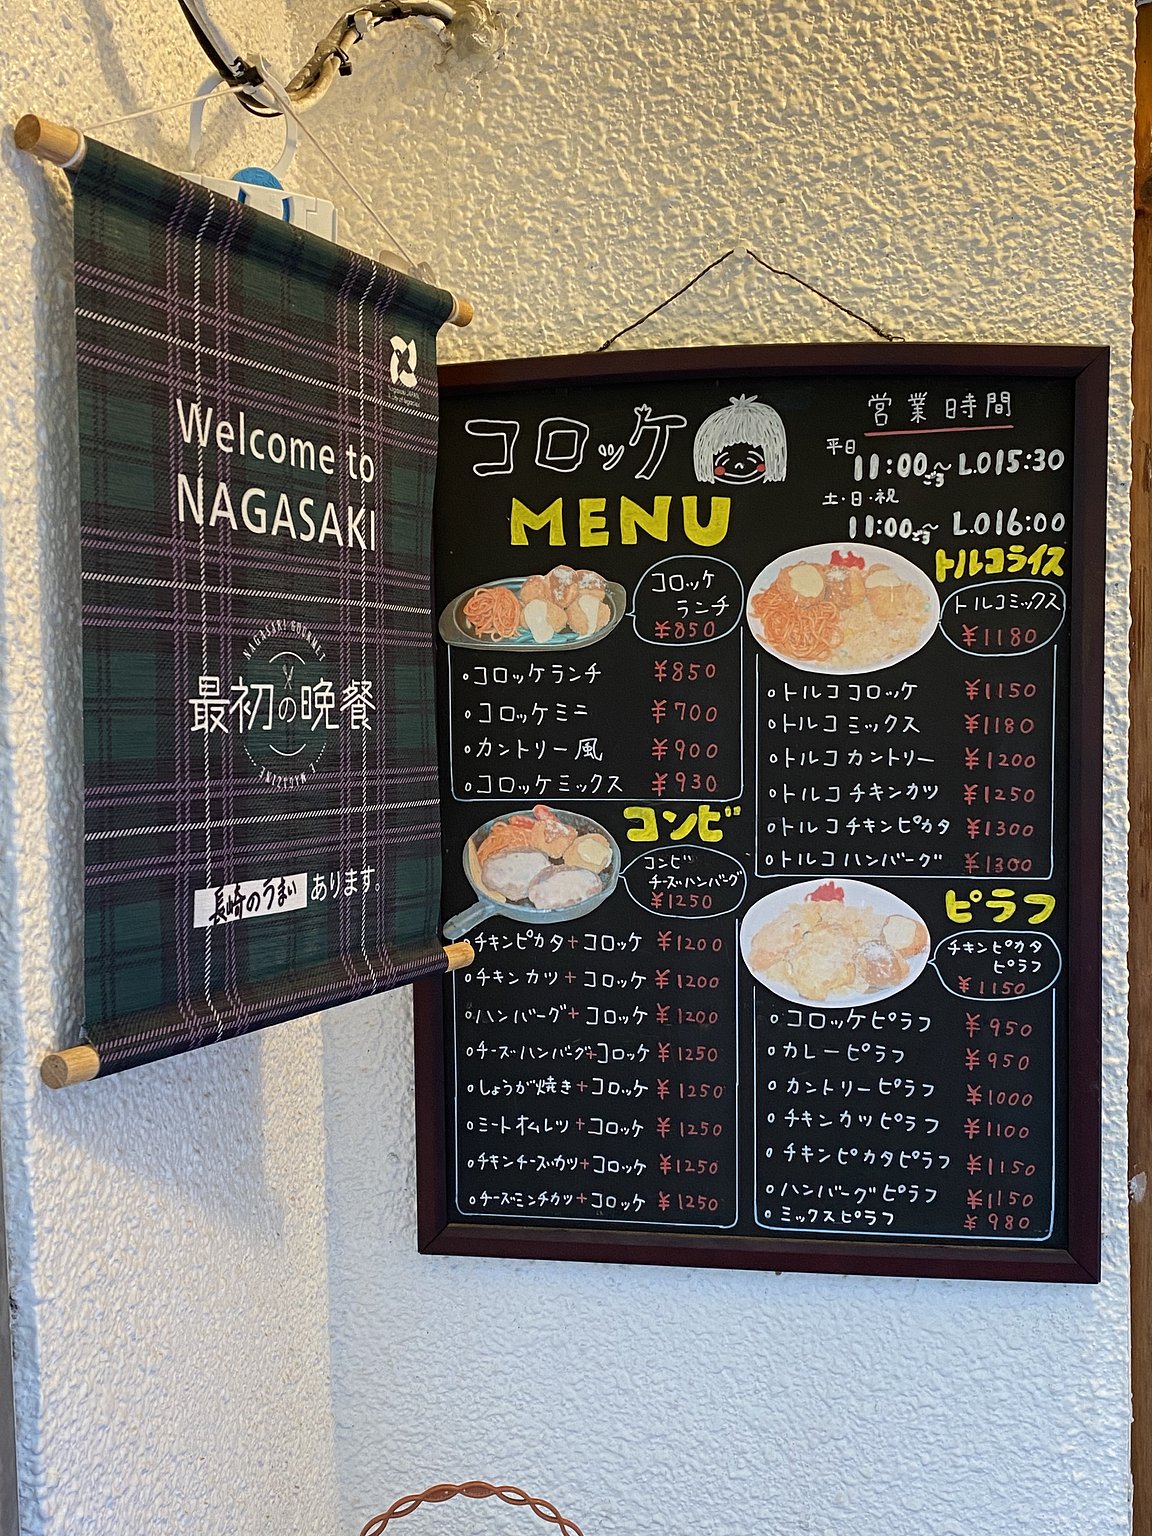 Welcome to
NAGASAKI
NAGASAKI GOURMET
最初の晩餐
MAGAZINE
長崎のうまい あります。
コロッケ
MENU
営業時間
平日
11:00ごろ〜 L.O15:30
土・日・祝
11:00ごろ〜 L.O16:00
コロッケ
ランチ
¥850
・コロッケランチ ¥850
・コロッケミニ ¥700
・カントリー風 ¥900
・コロッケミックス ¥930
コンビ
コンビ
チーズハンバーグ
¥1250
・チキンピカタ+コロッケ ¥1200
・チキンカツ+コロッケ ¥1200
・ハンバーグ+コロッケ ¥1200
・チーズハンバーグ+コロッケ ¥1250
・しょうが焼き+コロッケ ¥1250
・ミートオムレツ+コロッケ ¥1250
・チキンチーズカツ+コロッケ ¥1250
・チーズミンチカツ+コロッケ ¥1250
トルコライス
トルコミックス
¥1180
・トルココロッケ ¥1150
・トルコミックス ¥1180
・トルコカントリー ¥1200
・トルコチキンカツ ¥1250
・トルコチキンピカタ ¥1300
・トルコハンバーグ ¥1300
ピラフ
チキンピカタ
ピラフ
¥1150
・コロッケピラフ ¥950
・カレーピラフ ¥950
・カントリーピラフ ¥1000
・チキンカツピラフ ¥1100
・チキンピカタピラフ ¥1150
・ハンバーグピラフ ¥1150
・ミックスピラフ ¥980